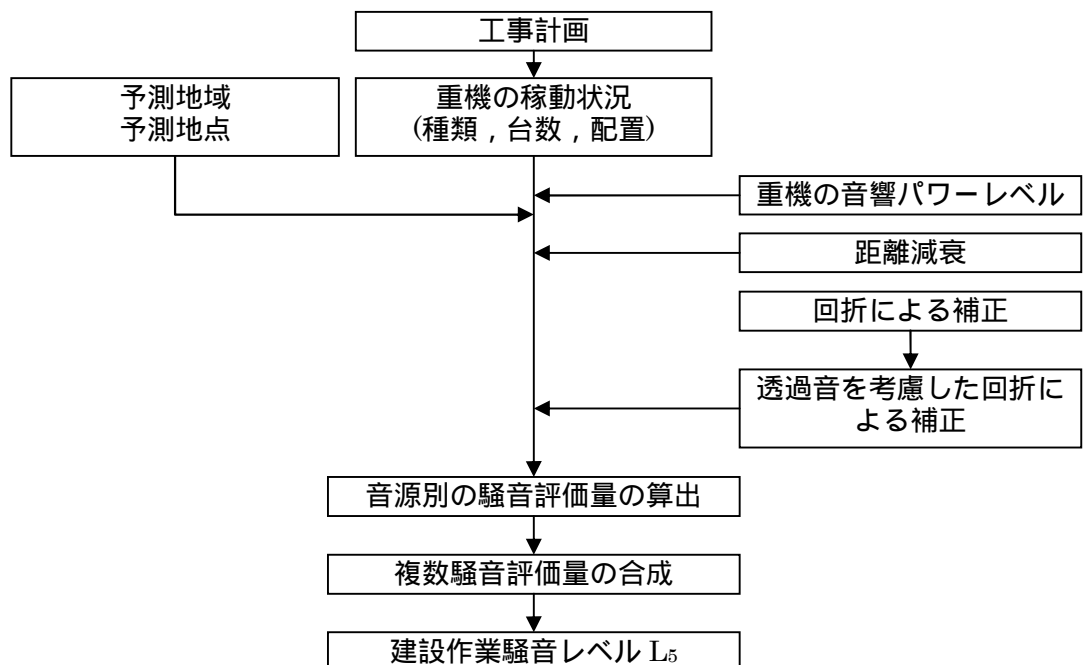 工事計画
予測地域
予測地点
重機の稼動状況
(種類，台数，配置)
重機の音響パワーレベル
距離減衰
回折による補正
透過音を考慮した回折に
よる補正
音源別の騒音評価量の算出
複数騒音評価量の合成
建設作業騒音レベル L5